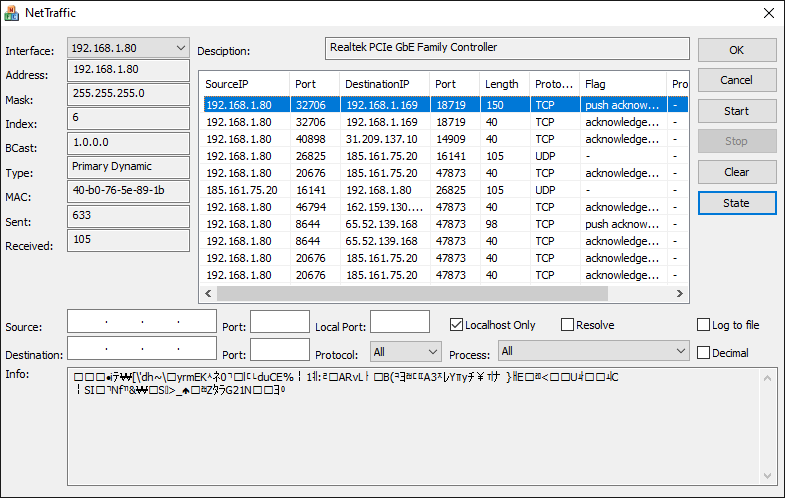 NetTraffic
Interface: 192.168.1.80
Address: 192.168.1.80
Mask: 255.255.255.0
Index: 6
BCast: 1.0.0.0
Type: Primary Dynamic
MAC: 40-b0-76-5e-89-1b
Sent: 633
Received: 105
Desciption: Realtek PCIe GbE Family Controller
SourceIP Port DestinationIP Port Length Proto... Flag Pro
192.168.1.80 32706 192.168.1.169 18719 150 TCP push acknow... -
192.168.1.80 32706 192.168.1.169 18719 40 TCP acknowledge... -
192.168.1.80 40898 31.209.137.10 14909 40 TCP acknowledge... -
192.168.1.80 26825 185.161.75.20 16141 105 UDP - -
192.168.1.80 20676 185.161.75.20 47873 40 TCP acknowledge... -
185.161.75.20 16141 192.168.1.80 26825 105 UDP - -
192.168.1.80 46794 162.159.130.... 47873 40 TCP acknowledge... -
192.168.1.80 8644 65.52.139.168 47873 98 TCP push acknow... -
192.168.1.80 8644 65.52.139.168 47873 40 TCP acknowledge... -
192.168.1.80 20676 185.161.75.20 47873 40 TCP acknowledge... -
192.168.1.80 20676 185.161.75.20 47873 40 TCP acknowledge... -
OK
Cancel
Start
Stop
Clear
State
Source: . . . Port: Local Port: Localhost Only Resolve Log to file
Destination: . . . Port: Protocol: All Process: All Decimal
Info: